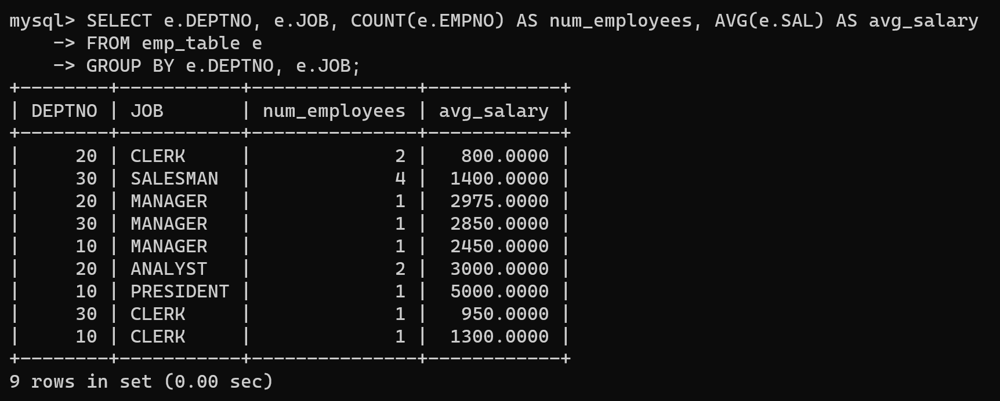 mysql> SELECT e.DEPTNO, e.JOB, COUNT(e.EMPNO) AS num_employees, AVG(e.SAL) AS avg_salary
    -> FROM emp_table e
    -> GROUP BY e.DEPTNO, e.JOB;
+--------+-----------+---------------+------------+
| DEPTNO | JOB       | num_employees | avg_salary |
+--------+-----------+---------------+------------+
|     20 | CLERK     |             2 |   800.0000 |
|     30 | SALESMAN  |             4 |  1400.0000 |
|     20 | MANAGER   |             1 |  2975.0000 |
|     30 | MANAGER   |             1 |  2850.0000 |
|     10 | MANAGER   |             1 |  2450.0000 |
|     20 | ANALYST   |             2 |  3000.0000 |
|     10 | PRESIDENT |             1 |  5000.0000 |
|     30 | CLERK     |             1 |   950.0000 |
|     10 | CLERK     |             1 |  1300.0000 |
+--------+-----------+---------------+------------+
9 rows in set (0.00 sec)